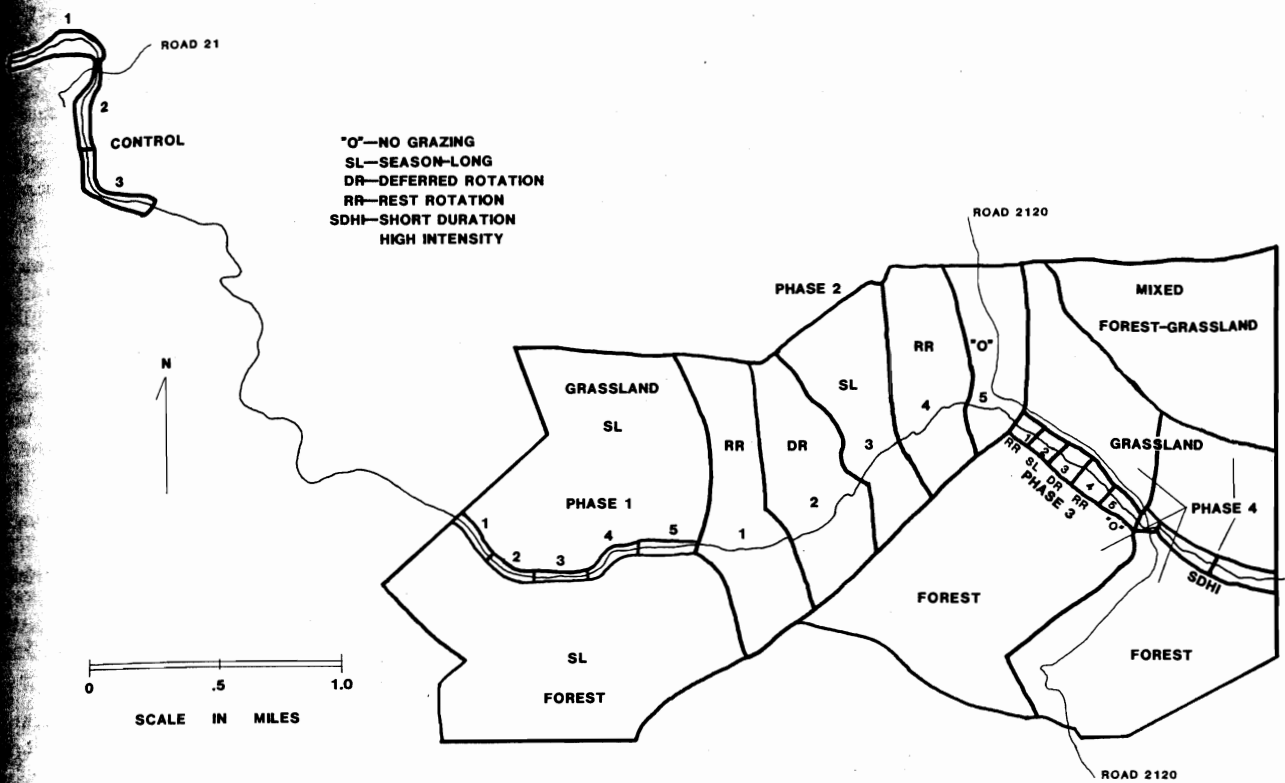 1
ROAD 21
2
CONTROL
3
"O"—NO GRAZING
SL—SEASON-LONG
DR—DEFERRED ROTATION
RR—REST ROTATION
SDHI—SHORT DURATION
HIGH INTENSITY
ROAD 2120
PHASE 2
MIXED
FOREST-GRASSLAND
N
GRASSLAND
SL
RR
DR
SL
RR
"O"
3
4
5
GRASSLAND
PHASE 1
1
2
3
4
5
1
2
1
2
3
4
5
RR SL DR RR "O"
PHASE 3
PHASE 4
SDHI
FOREST
SL
FOREST
FOREST
0 .5 1.0
SCALE IN MILES
ROAD 2120